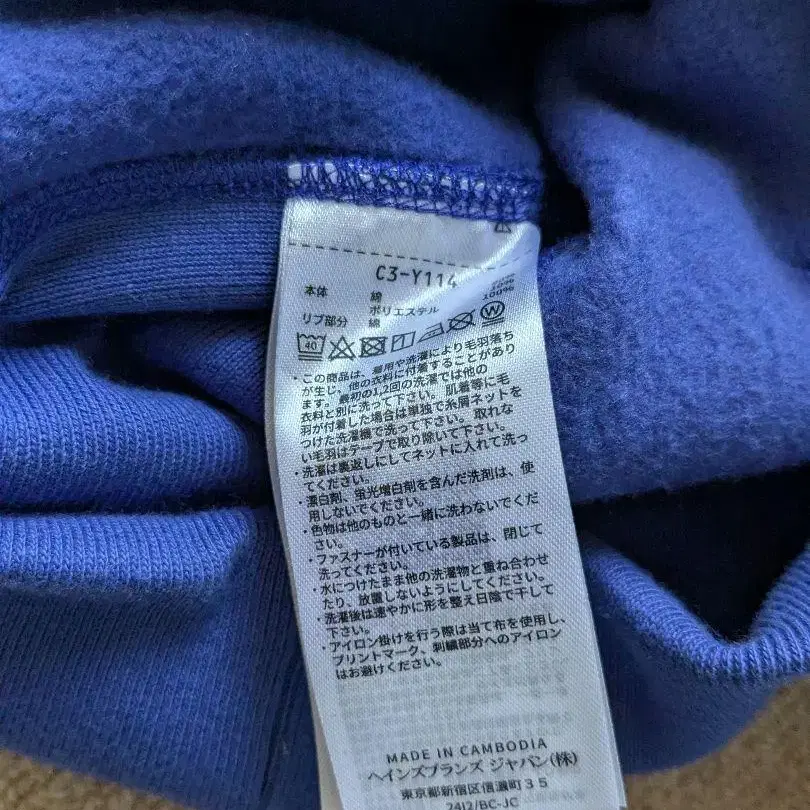 C3-Y114
本体 綿
ポリエステル
リブ部分 綿 100%
40 W
・この商品は、着用や洗濯により毛羽落ち
が生じ、他の衣料に付着することがあり
ます。最初の1,2回の洗濯では他の
衣料と別に洗って下さい。肌着等に毛
羽が付着した場合は単独で糸屑ネットを
つけた洗濯機で洗って下さい。取れな
い毛羽はテープで取り除いて下さい。
・洗濯は裏返しにしてネットに入れて洗っ
てください。
・漂白剤、蛍光増白剤を含んだ洗剤は、使
用しないでください。
・色物は他のものと一緒に洗わないでくだ
さい。
・ファスナーが付いている製品は、閉じて
洗ってください。
・水につけたまま他の洗濯物と重ね合わせ
たり、放置しないようにしてください。
・洗濯後は速やかに形を整え日陰で干して
下さい。
・アイロン掛けを行う際は当て布を使用し、
プリントマーク、刺繍部分へのアイロン
はお避けください。
MADE IN CAMBODIA
ヘインズブランズ ジャパン(株)
東京都新宿区信濃町35
2412/BC-JC